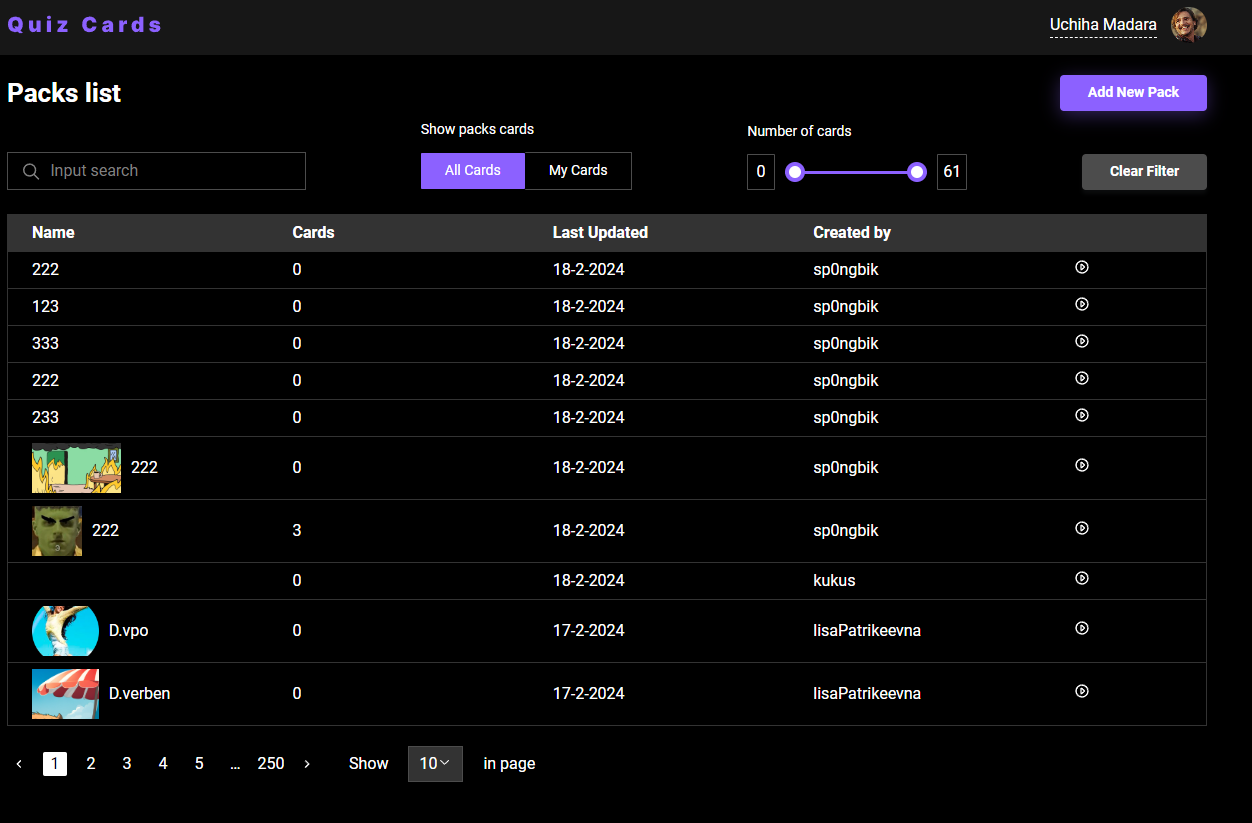 Quiz Cards
Uchiha Madara
Packs list
Add New Pack
Show packs cards
Number of cards
Input search
All Cards
My Cards
0
61
Clear Filter
Name Cards Last Updated Created by
222 0 18-2-2024 sp0ngbik
123 0 18-2-2024 sp0ngbik
333 0 18-2-2024 sp0ngbik
222 0 18-2-2024 sp0ngbik
233 0 18-2-2024 sp0ngbik
222 0 18-2-2024 sp0ngbik
222 3 18-2-2024 sp0ngbik
0 18-2-2024 kukus
D.vpo 0 17-2-2024 lisaPatrikeevna
D.verben 0 17-2-2024 lisaPatrikeevna
‹ 1 2 3 4 5 ... 250 › Show 10 in page